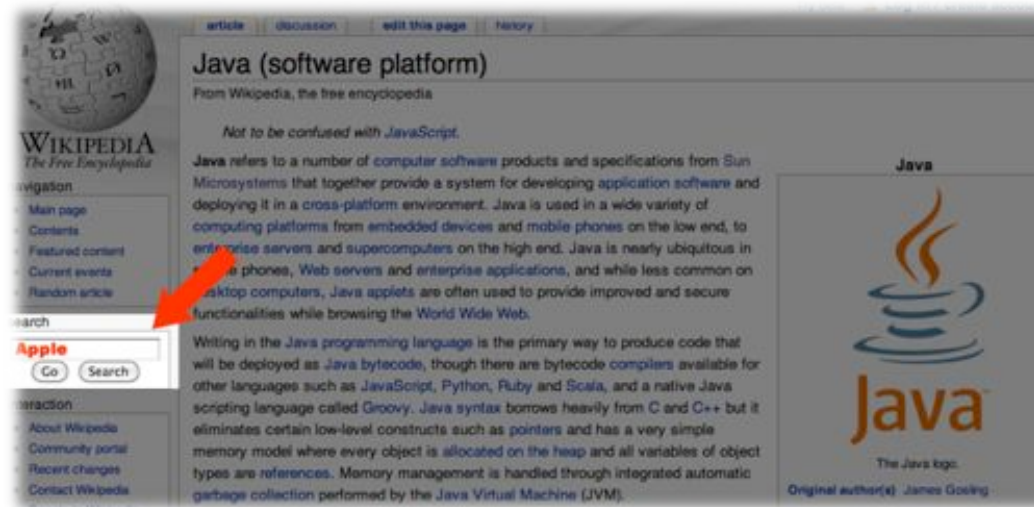 article discussion edit this page history
Java (software platform)
From Wikipedia, the free encyclopedia
Not to be confused with JavaScript.
Java refers to a number of computer software products and specifications from Sun
Microsystems that together provide a system for developing application software and
deploying it in a cross-platform environment. Java is used in a wide variety of
computing platforms from embedded devices and mobile phones on the low end, to
enterprise servers and supercomputers on the high end. Java is nearly ubiquitous in
phones, Web servers and enterprise applications, and while less common on
desktop computers, Java applets are often used to provide improved and secure
functionalities while browsing the World Wide Web.
Writing in the Java programming language is the primary way to produce code that
will be deployed as Java bytecode, though there are bytecode compilers available for
other languages such as JavaScript, Python, Ruby and Scala, and a native Java
scripting language called Groovy. Java syntax borrows heavily from C and C++ but it
eliminates certain low-level constructs such as pointers and has a very simple
memory model where every object is allocated on the heap and all variables of object
types are references. Memory management is handled through integrated automatic
garbage collection performed by the Java Virtual Machine (JVM).
WIKIPEDIA
The Free Encyclopedia
navigation
Main page
Contents
Featured content
Current events
Random article
search
Apple
Go Search
interaction
About Wikipedia
Community portal
Recent changes
Contact Wikipedia
Java
Java
The Java logo.
Original author(s) James Gosling